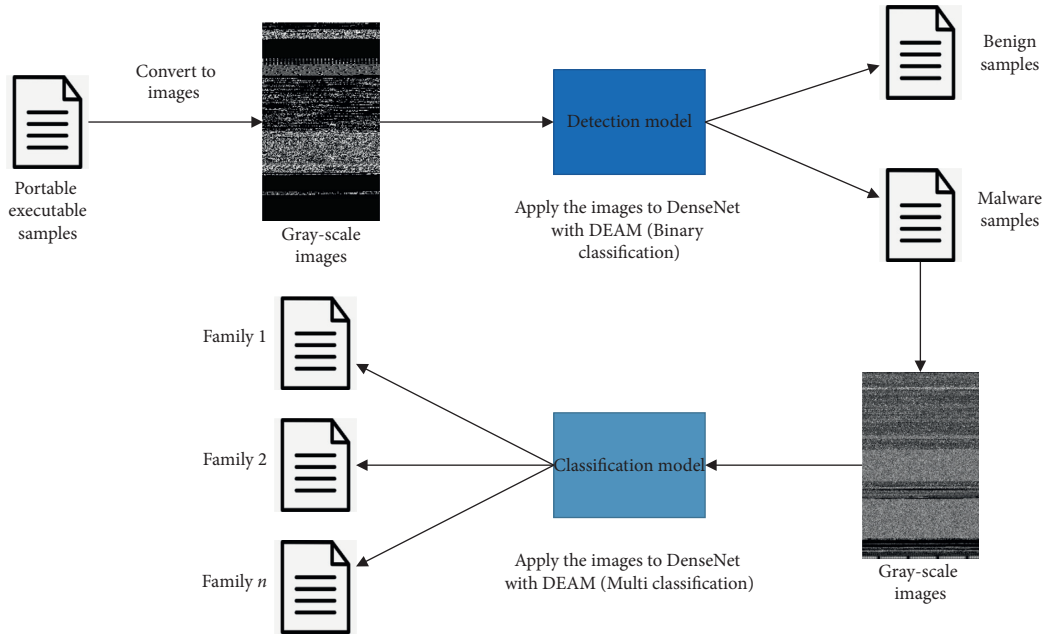 Convert to
images
Portable
executable
samples
Gray-scale
images
Detection model
Apply the images to DenseNet
with DEAM (Binary
classification)
Benign
samples
Malware
samples
Gray-scale
images
Classification model
Apply the images to DenseNet
with DEAM (Multi classification)
Family 1
Family 2
Family n